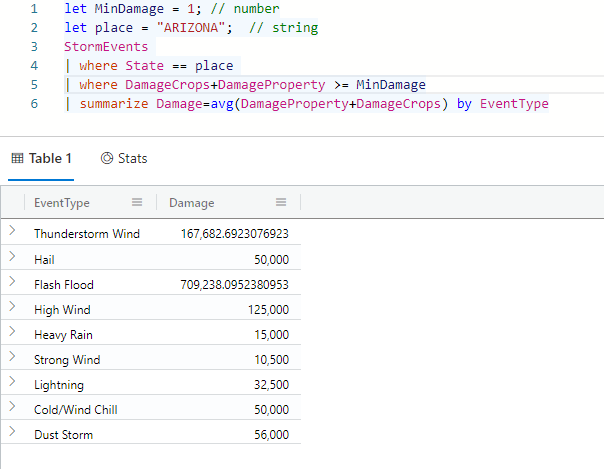 1 let MinDamage = 1; // number
2 let place = "ARIZONA";  // string
3 StormEvents
4 | where State == place
5 | where DamageCrops+DamageProperty >= MinDamage
6 | summarize Damage=avg(DamageProperty+DamageCrops) by EventType
Table 1 Stats
EventType Damage
Thunderstorm Wind 167,682.6923076923
Hail 50,000
Flash Flood 709,238.0952380953
High Wind 125,000
Heavy Rain 15,000
Strong Wind 10,500
Lightning 32,500
Cold/Wind Chill 50,000
Dust Storm 56,000